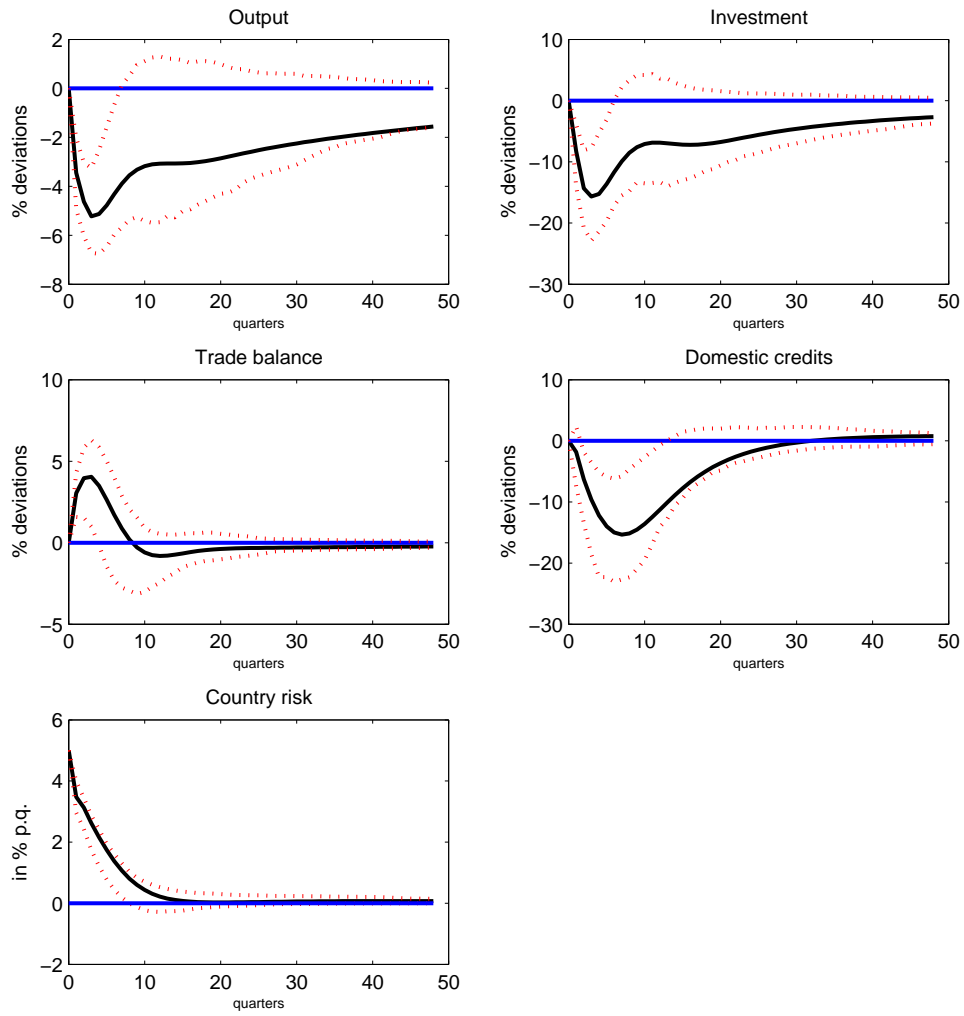 Output
% deviations
2
0
−2
−4
−6
−8
0 10 20 30 40 50
quarters
Investment
% deviations
10
0
−10
−20
−30
0 10 20 30 40 50
quarters
Trade balance
% deviations
10
5
0
−5
0 10 20 30 40 50
quarters
Domestic credits
% deviations
10
0
−10
−20
−30
0 10 20 30 40 50
quarters
Country risk
in % p.q.
6
4
2
0
−2
0 10 20 30 40 50
quarters